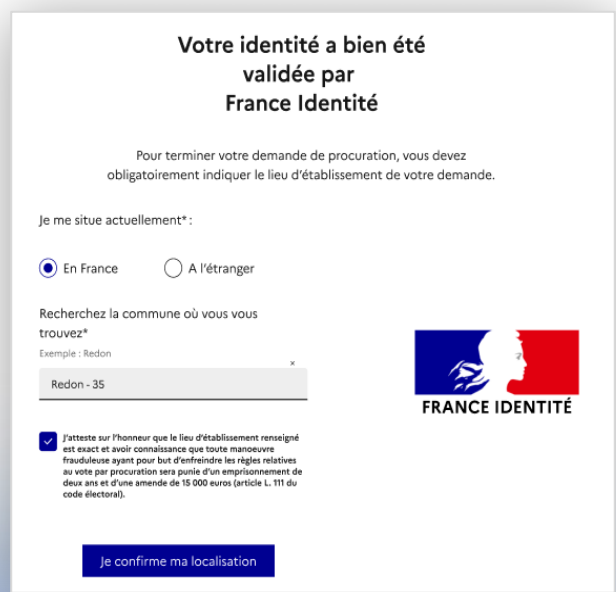 Votre identité a bien été
validée par
France Identité
Pour terminer votre demande de procuration, vous devez
obligatoirement indiquer le lieu d'établissement de votre demande.
Je me situe actuellement* :
En France
A l'étranger
Recherchez la commune où vous vous
trouvez*
Exemple : Redon
×
Redon - 35
FRANCE IDENTITÉ
J'atteste sur l'honneur que le lieu d'établissement renseigné
est exact et avoir connaissance que toute manoeuvre
frauduleuse ayant pour but d'enfreindre les règles relatives
au vote par procuration sera punie d'un emprisonnement de
deux ans et d'une amende de 15 000 euros (article L. 111 du
code électoral).
Je confirme ma localisation